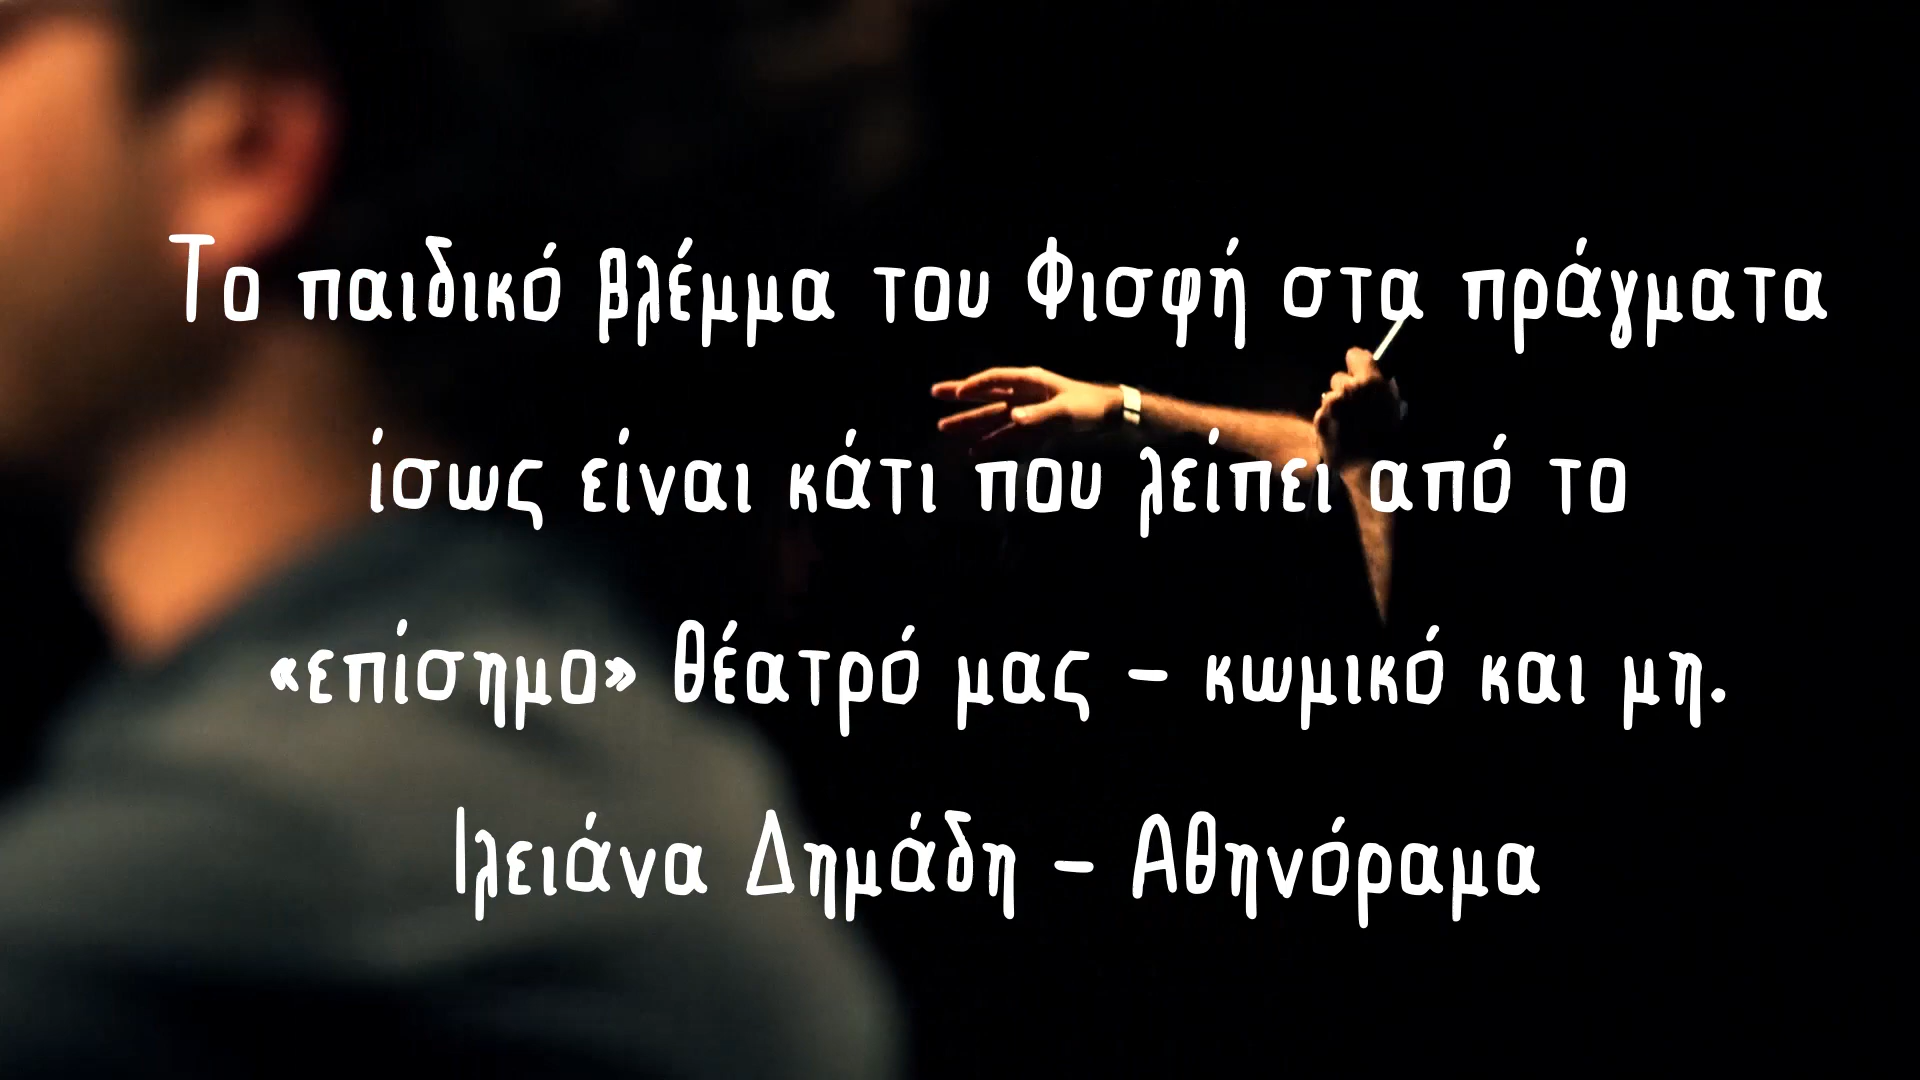 Το παιδικό βλέμμα του Φισφή στα πράγματα
ίσως είναι κάτι που λείπει από το
«επίσημο» θέατρό μας – κωμικό και μη.
Ιλειάνα Δημάδη – Αθηνόραμα